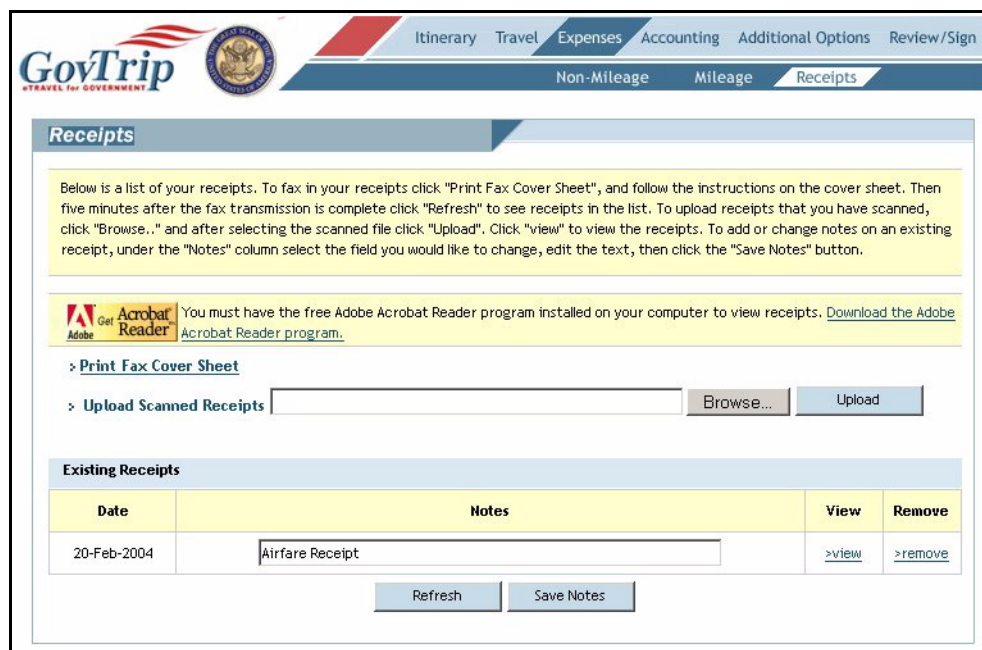 GovTrip
eTRAVEL for GOVERNMENT
Itinerary Travel Expenses Accounting Additional Options Review/Sign
Non-Mileage Mileage Receipts
Receipts
Below is a list of your receipts. To fax in your receipts click "Print Fax Cover Sheet", and follow the instructions on the cover sheet. Then
five minutes after the fax transmission is complete click "Refresh" to see receipts in the list. To upload receipts that you have scanned,
click "Browse.." and after selecting the scanned file click "Upload". Click "view" to view the receipts. To add or change notes on an existing
receipt, under the "Notes" column select the field you would like to change, edit the text, then click the "Save Notes" button.
Adobe Get Acrobat Reader
You must have the free Adobe Acrobat Reader program installed on your computer to view receipts. Download the Adobe
Acrobat Reader program.
> Print Fax Cover Sheet
> Upload Scanned Receipts Browse... Upload
Existing Receipts
Date Notes View Remove
20-Feb-2004 Airfare Receipt >view >remove
Refresh Save Notes